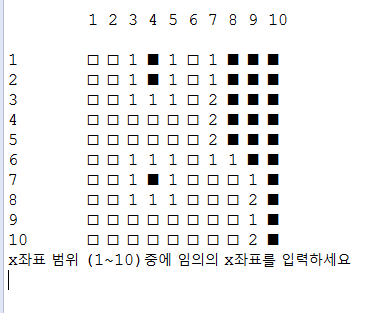 1 2 3 4 5 6 7 8 9 10
1 □ □ 1 ■ 1 □ 1 ■ ■ ■
2 □ □ 1 ■ 1 □ 1 ■ ■ ■
3 □ □ 1 1 1 □ 2 ■ ■ ■
4 □ □ □ □ □ □ 2 ■ ■ ■
5 □ □ □ □ □ □ 2 ■ ■ ■
6 □ □ 1 1 1 □ 1 1 ■ ■
7 □ □ 1 ■ 1 □ □ □ 1 ■
8 □ □ 1 1 1 □ □ □ 2 ■
9 □ □ □ □ □ □ □ □ 1 ■
10 □ □ □ □ □ □ □ □ 2 ■
x좌표 범위 (1~10)중에 임의의 x좌표를 입력하세요